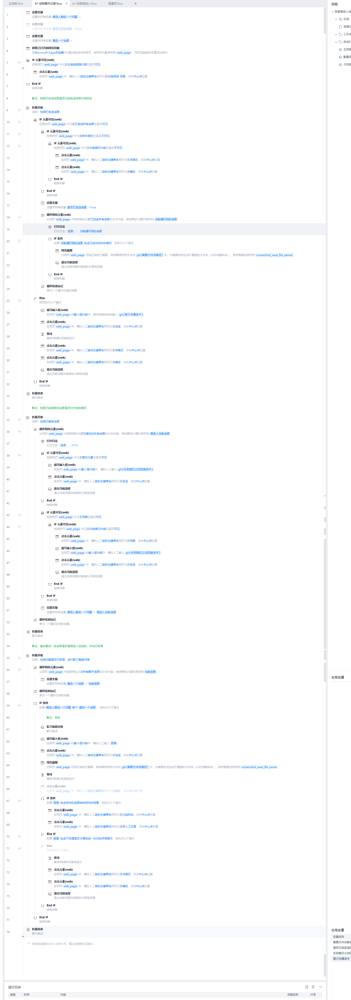 主流程.flow
B1-获取聊天记录.flow
A1-回复候选人.flow
配置项.flow
流程
1 设置变量
设置字符串变量 候选人最后一个问题 =
2 设置变量
设置字符串变量 是否已发送消息 =False
3 设置变量
设置字符串变量 最后一个消息 =
4 获取已打开的网页对象
在Microsoft Edge浏览器中匹配当前选中的网页，将网页对象保存到 web_page ，网页加载超时后重试此指令
5 IF 元素可见(web)
检测网页 web_page 中元素交换微信提示框在是否可见
6 点击元素(web)
在网页 web_page 中，模拟人工鼠标左键单击网页元素交换微信-同意，点击中心点位置
7 End IF
结束判断
8 备注：检测已发送消息是否已经包含结束对话标志
9 折叠开始
说明：检测已发送消息
10 IF 元素可见(web)
检测网页 web_page 中元素已发送所有消息在是否可见
11 IF 元素可见(web)
检测网页 web_page 中元素附件简历在是否不可见
12 IF 元素可见(web)
检测网页 web_page 中元素交换简历内容在是否不可见
13 点击元素(web)
在网页 web_page 中，模拟人工鼠标左键单击网页元素求简历，点击中心点位置
14 点击元素(web)
在网页 web_page 中，模拟人工鼠标左键单击网页元素确定，点击中心点位置
15 End IF
结束判断
16 End IF
结束判断
17 设置变量
设置字符串变量 是否已发送消息 =True
18 循环相似元素(web)
从网页 web_page 中获取相似元素已发送所有消息的文本内容，将结果依次循环保存到 当前循环到的消息
19 打印日志
打印日志（信息）： 当前循环到的消息
20 IF 条件
如果 当前循环到的消息 包含已经收到你的简历，则执行以下操作
21 网页截图
对网页 web_page 可视区域进行截图，将结果保存到文件夹 glv['截图文件夹路径'] 中，为截图自动生成不重复的文件名（以时间戳命名），将存图路径保存到 screenshot_save_file_name2
22 退出当前流程
退出当前流程并继续执行其他流程
23 End IF
结束判断
24 循环结束标记
表示一个循环区域的结尾
25 Else
否则执行以下操作
26 填写输入框(web)
在网页 web_page 的输入框内容中，剪切板复制粘贴输入 glv['首次沟通话术']
27 点击元素(web)
在网页 web_page 中，模拟人工鼠标左键单击网页元素发送，点击中心点位置
28 等待
等待1到3秒后继续运行
29 点击元素(web)
在网页 web_page 中，模拟人工鼠标左键单击网页元素求简历，点击中心点位置
30 点击元素(web)
在网页 web_page 中，模拟人工鼠标左键单击网页元素确定，点击中心点位置
31 退出当前流程
退出当前流程并继续执行其他流程
32 End IF
结束判断
33 折叠结束
暂无描述
34 备注：检测已经接受的消息是否对方有发简历
35 折叠开始
说明：检测已接受消息
36 循环相似元素(web)
从网页 web_page 中获取相似元素已接收的所有消息的文本内容，将结果依次循环保存到 候选人当前消息
37 打印日志
打印日志（信息）：1111
38 IF 元素可见(web)
检测网页 web_page 中元素简历元素在是否可见
39 填写输入框(web)
在网页 web_page 的输入框内容中，模拟人工输入 glv['收到简历之后回复话术']
40 点击元素(web)
在网页 web_page 中，模拟人工鼠标左键单击网页元素发送，点击中心点位置
41 退出当前流程
退出当前流程并继续执行其他流程
42 End IF
结束判断
43 IF 元素可见(web)
检测网页 web_page 中元素同意在是否可见
44 IF 元素可见(web)
检测网页 web_page 中元素交换简历内容在是否可见
45 点击元素(web)
在网页 web_page 中，模拟人工鼠标左键单击网页元素同意，点击中心点位置
46 填写输入框(web)
在网页 web_page 的输入框内容中，模拟人工输入 glv['收到简历之后回复话术']
47 点击元素(web)
在网页 web_page 中，模拟人工鼠标左键单击网页元素发送，点击中心点位置
48 退出当前流程
退出当前流程并继续执行其他流程
49 End IF
结束判断
50 End IF
结束判断
51 设置变量
设置字符串变量 候选人最后一个问题 = 候选人当前消息
52 循环结束标记
表示一个循环区域的结尾
53 折叠结束
暂无描述
54 备注：查找最后一条消息是否是候选人发送的，并进行回答
55 折叠开始
说明：检测问题是否已回答，进行影刀智能问答
56 循环相似元素(web)
从网页 web_page 中获取相似元素所有聊天信息的文本内容，将结果依次循环保存到 当前信息
57 设置变量
设置字符串变量 最后一个消息 = 当前信息
58 循环结束标记
表示一个循环区域的结尾
59 IF 条件
如果 候选人最后一个问题 等于 最后一个消息 ，则执行以下操作
60 备注：修改
61 影刀智能问答
暂无描述
62 填写输入框(web)
在网页 web_page 的输入框内容中，模拟人工输入 回答
63 点击元素(web)
在网页 web_page 中，模拟人工鼠标左键单击网页元素发送，点击中心点位置
64 网页截图
对网页 web_page 可视区域进行截图，将结果保存到文件夹 glv['截图文件夹路径'] 中，为截图自动生成不重复的文件名（以时间戳命名），将存图路径保存到 screenshot_save_file_name
65 等待
等待1到3秒后继续运行
66 点击元素(web)
在网页 web_page 中，模拟人工鼠标左键单击网页元素确定，点击中心点位置
67 IF 条件
如果 回答 包含将您的信息转给相关的同事，则执行以下操作
68 点击元素(web)
在网页 web_page 中，模拟人工鼠标左键单击网页元素分组标志，点击中心点位置
69 点击元素(web)
在网页 web_page 中，模拟人工鼠标左键单击网页元素待人工处理，点击中心点位置
70 Else IF
如果 回答 包含不知道是否方便发送一份你的详细简历，则执行以下操作
71 Else
否则执行以下操作
72 等待
等待1到3秒后继续运行
73 点击元素(web)
在网页 web_page 中，模拟人工鼠标左键单击网页元素求简历，点击中心点位置
74 点击元素(web)
在网页 web_page 中，模拟人工鼠标左键单击网页元素确定，点击中心点位置
75 退出当前流程
退出当前流程并继续执行其他流程
76 End IF
结束判断
77 End IF
结束判断
78 折叠结束
暂无描述
点击添加指令(Ctrl+Shift+P)，或从左侧指令区拖入
运行日志
类型 时间 内容 流程名称 行号
回复候选人消
引用
资源文
三天未
自动打
主流程
配置项
子流程
全局变量
全局变量
变量名称
截图文件夹路径
是否已发送消息
收到简历之后回
首次沟通话术